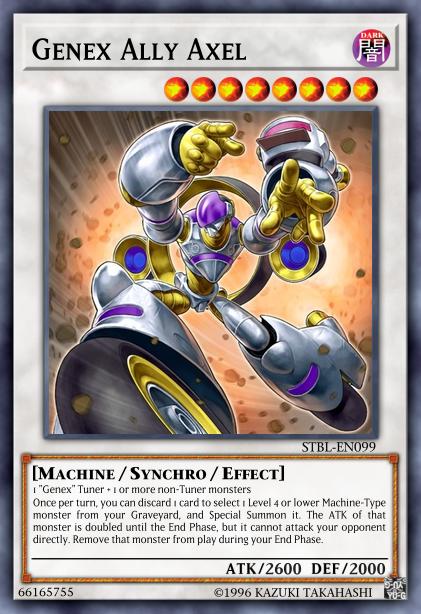 GENEX ALLY AXEL
DARK
闇
STBL-EN099
[MACHINE / SYNCHRO / EFFECT]
1 "Genex" Tuner + 1 or more non-Tuner monsters
Once per turn, you can discard 1 card to select 1 Level 4 or lower Machine-Type
monster from your Graveyard, and Special Summon it. The ATK of that
monster is doubled until the End Phase, but it cannot attack your opponent
directly. Remove that monster from play during your End Phase.
ATK/2600 DEF/2000
66165755
©1996 KAZUKI TAKAHASHI